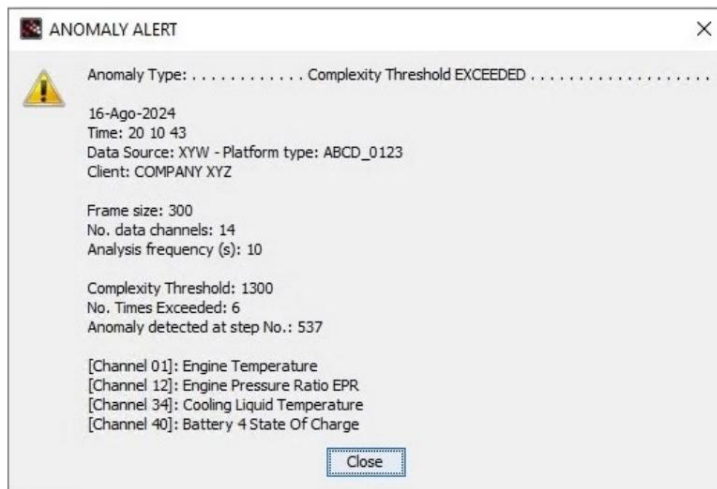 ANOMALY ALERT
Anomaly Type: . . . . . . . . . . . . Complexity Threshold EXCEEDED . . . . . . . . . . . . . . . . . . .
16-Ago-2024
Time: 20 10 43
Data Source: XYW - Platform type: ABCD_0123
Client: COMPANY XYZ
Frame size: 300
No. data channels: 14
Analysis frequency (s): 10
Complexity Threshold: 1300
No. Times Exceeded: 6
Anomaly detected at step No.: 537
[Channel 01]: Engine Temperature
[Channel 12]: Engine Pressure Ratio EPR
[Channel 34]: Cooling Liquid Temperature
[Channel 40]: Battery 4 State Of Charge
Close